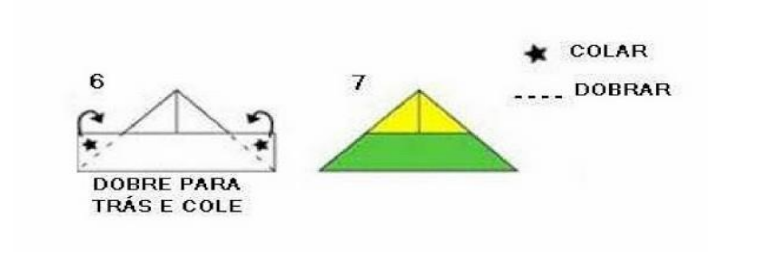 6
7
COLAR
DOBRAR
DOBRE PARA
TRÁS E COLE